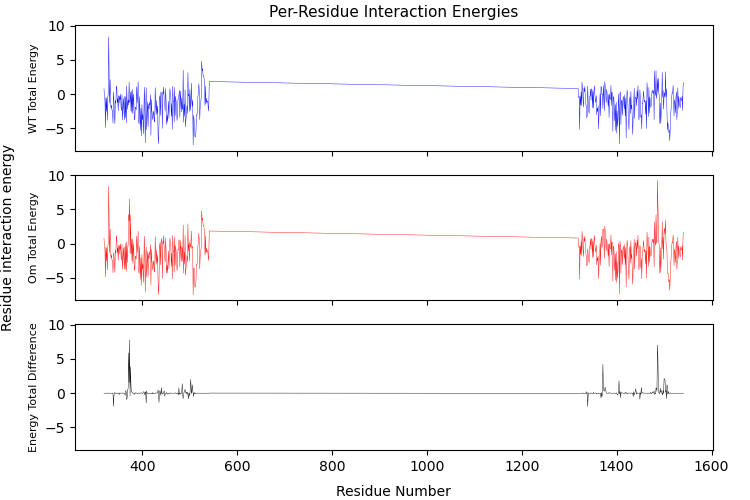 Per-Residue Interaction Energies
Residue interaction energy
WT Total Energy
10
5
0
−5
Om Total Energy
10
5
0
−5
Energy Total Difference
10
5
0
−5
400 600 800 1000 1200 1400 1600
Residue Number